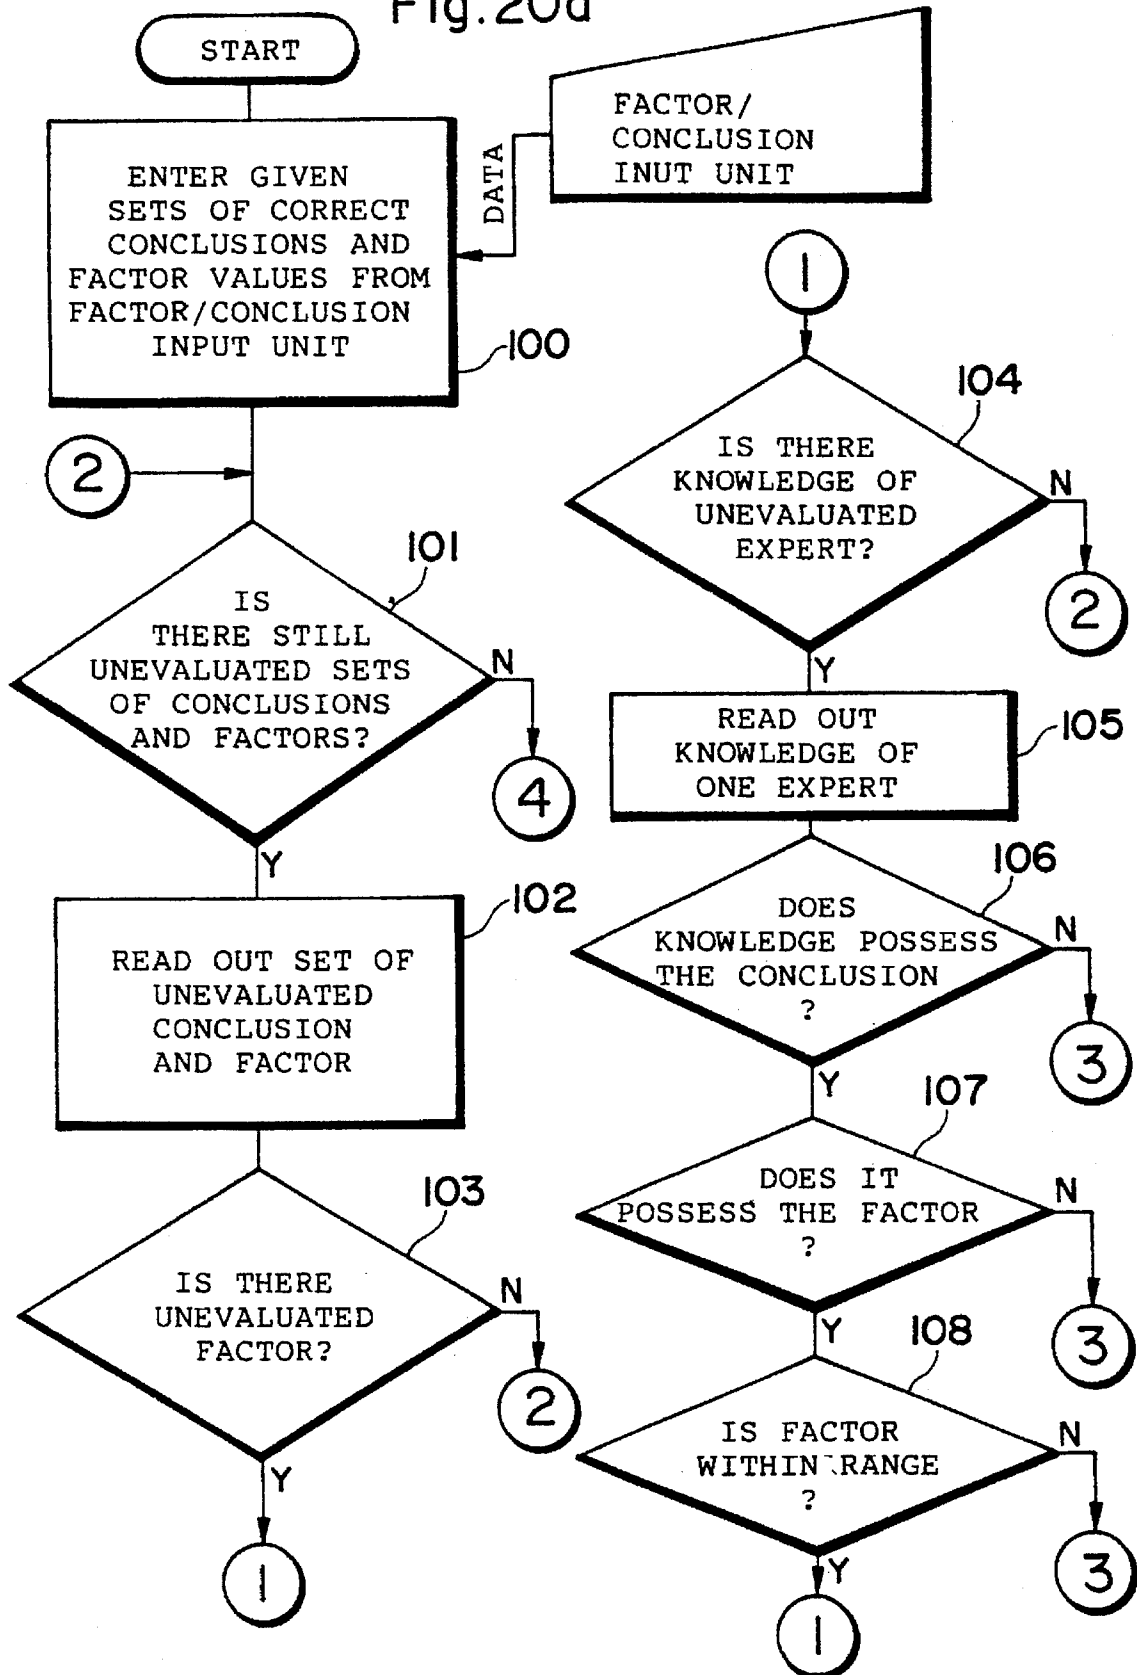 Fig.20a
START
FACTOR/
CONCLUSION
INUT UNIT
DATA
ENTER GIVEN
SETS OF CORRECT
CONCLUSIONS AND
FACTOR VALUES FROM
FACTOR/CONCLUSION
INPUT UNIT
100
2
101
IS
THERE STILL
UNEVALUATED SETS
OF CONCLUSIONS
AND FACTORS?
N
4
Y
102
READ OUT SET OF
UNEVALUATED
CONCLUSION
AND FACTOR
103
IS THERE
UNEVALUATED
FACTOR?
N
2
Y
1
1
104
IS THERE
KNOWLEDGE OF
UNEVALUATED
EXPERT?
N
2
Y
READ OUT
KNOWLEDGE OF
ONE EXPERT
105
106
DOES
KNOWLEDGE POSSESS
THE CONCLUSION
?
N
3
Y
107
DOES IT
POSSESS THE FACTOR
?
N
3
Y
108
IS FACTOR
WITHIN RANGE
?
N
3
Y
1